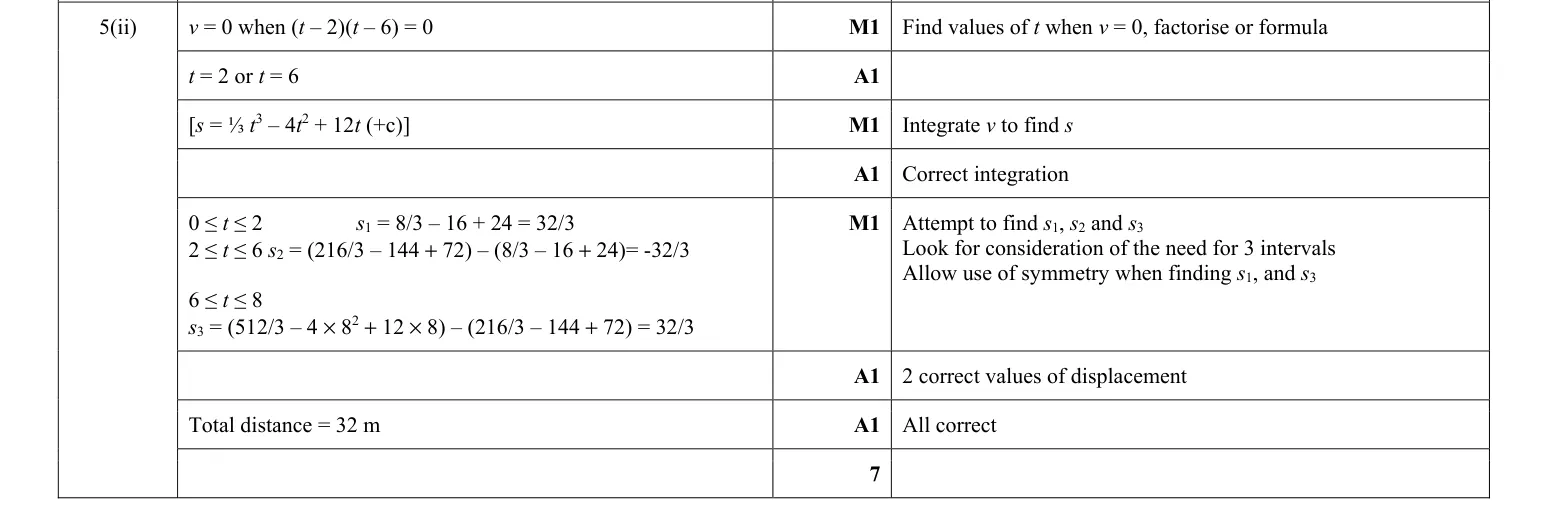 5(ii) v = 0 when (t – 2)(t – 6) = 0 M1 Find values of t when v = 0, factorise or formula
t = 2 or t = 6 A1
[s = ⅓ t³ – 4t² + 12t (+c)] M1 Integrate v to find s
A1 Correct integration
0 ≤ t ≤ 2 s₁ = 8/3 – 16 + 24 = 32/3 M1 Attempt to find s₁, s₂ and s₃
2 ≤ t ≤ 6 s₂ = (216/3 – 144 + 72) – (8/3 – 16 + 24)= -32/3 Look for consideration of the need for 3 intervals
Allow use of symmetry when finding s₁, and s₃
6 ≤ t ≤ 8
s₃ = (512/3 – 4 × 8² + 12 × 8) – (216/3 – 144 + 72) = 32/3
A1 2 correct values of displacement
Total distance = 32 m A1 All correct
7